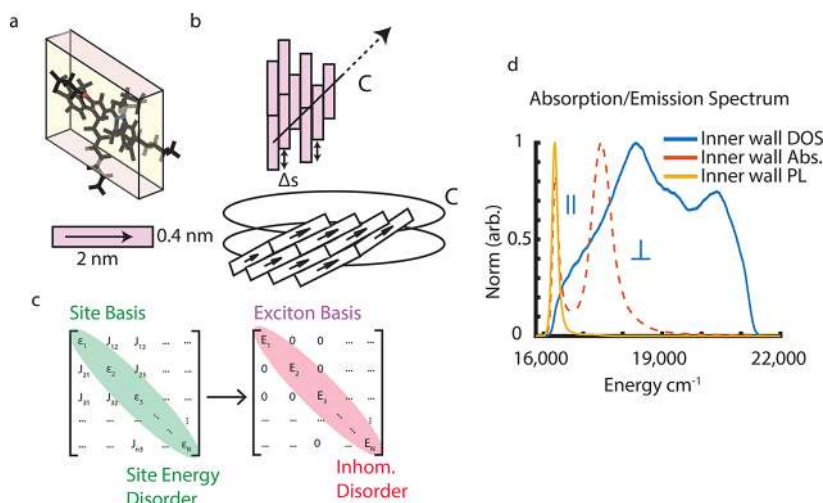 a
0.4 nm
2 nm
b
C
Δs
C
c
Site Basis
ε1 J12 J13 ... ...
J21 ε2 J23 ... ...
J31 J32 ε3 ... ...
... ... ... ... ⋮
... ... Jn3 ... εN
Site Energy
Disorder
Exciton Basis
E1 0 0 ... ...
0 E2 0 ... ...
0 0 E3 ... ...
... ... ... ... ⋮
... ... 0 ... EN
Inhom.
Disorder
d
Absorption/Emission Spectrum
Inner wall DOS
Inner wall Abs.
Inner wall PL
||
⊥
Norm (arb.)
1
0.5
0
16,000 19,000 22,000
Energy cm⁻¹